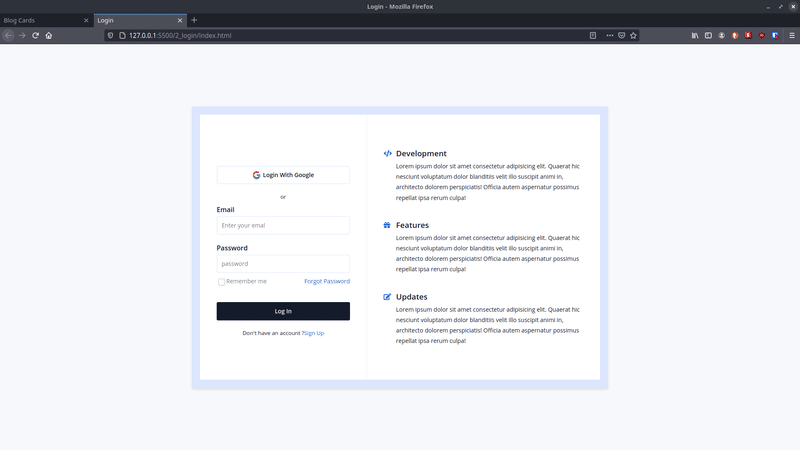 Login - Mozilla Firefox
Blog Cards
Login
127.0.0.1:5500/2_login/index.html
Login With Google
or
Email
Enter your emal
Password
password
Remember me
Forgot Password
Log In
Don't have an account ?Sign Up
Development
Lorem ipsum dolor sit amet consectetur adipisicing elit. Quaerat hic
nesciunt voluptatum dolor blanditiis velit illo suscipit animi in,
architecto dolorem perspiciatis! Officia autem aspernatur possimus
repellat ipsa rerum culpa!
Features
Lorem ipsum dolor sit amet consectetur adipisicing elit. Quaerat hic
nesciunt voluptatum dolor blanditiis velit illo suscipit animi in,
architecto dolorem perspiciatis! Officia autem aspernatur possimus
repellat ipsa rerum culpa!
Updates
Lorem ipsum dolor sit amet consectetur adipisicing elit. Quaerat hic
nesciunt voluptatum dolor blanditiis velit illo suscipit animi in,
architecto dolorem perspiciatis! Officia autem aspernatur possimus
repellat ipsa rerum culpa!